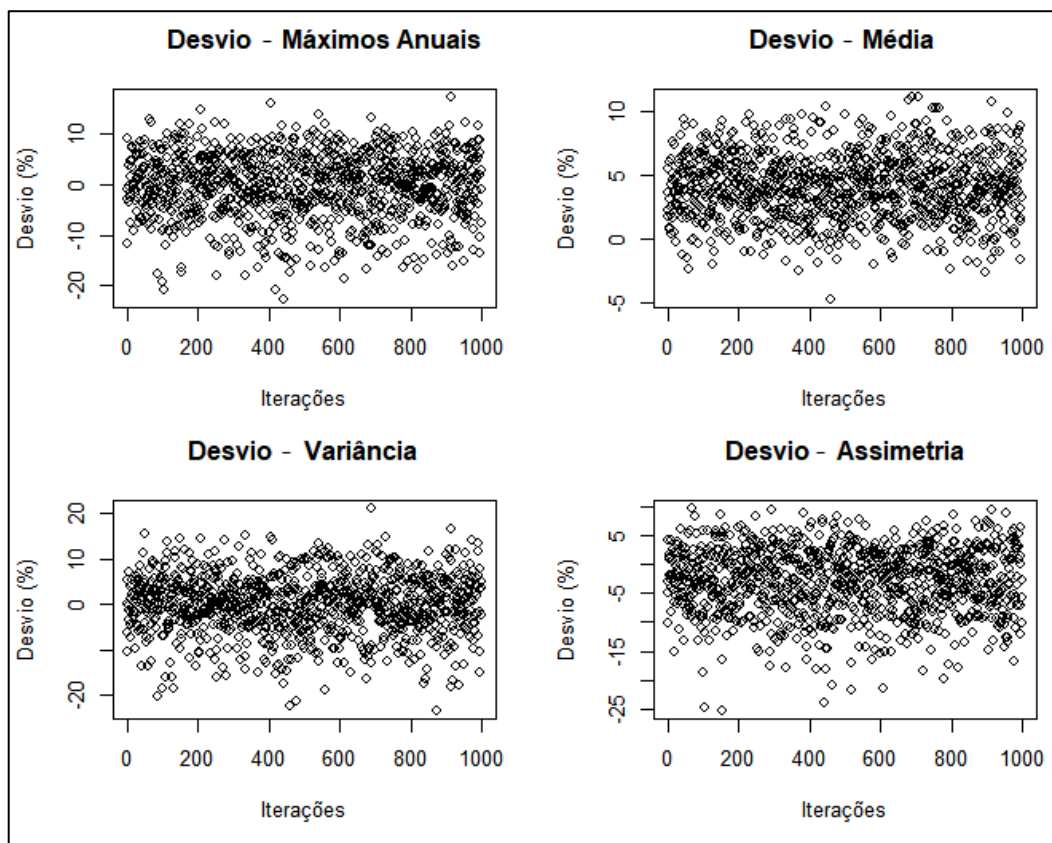 Desvio - Máximos Anuais
Desvio (%)
10
0
-10
-20
0 200 400 600 800 1000
Iterações
Desvio - Média
Desvio (%)
10
5
0
-5
0 200 400 600 800 1000
Iterações
Desvio - Variância
Desvio (%)
20
10
0
-20
0 200 400 600 800 1000
Iterações
Desvio - Assimetria
Desvio (%)
5
-5
-15
-25
0 200 400 600 800 1000
Iterações